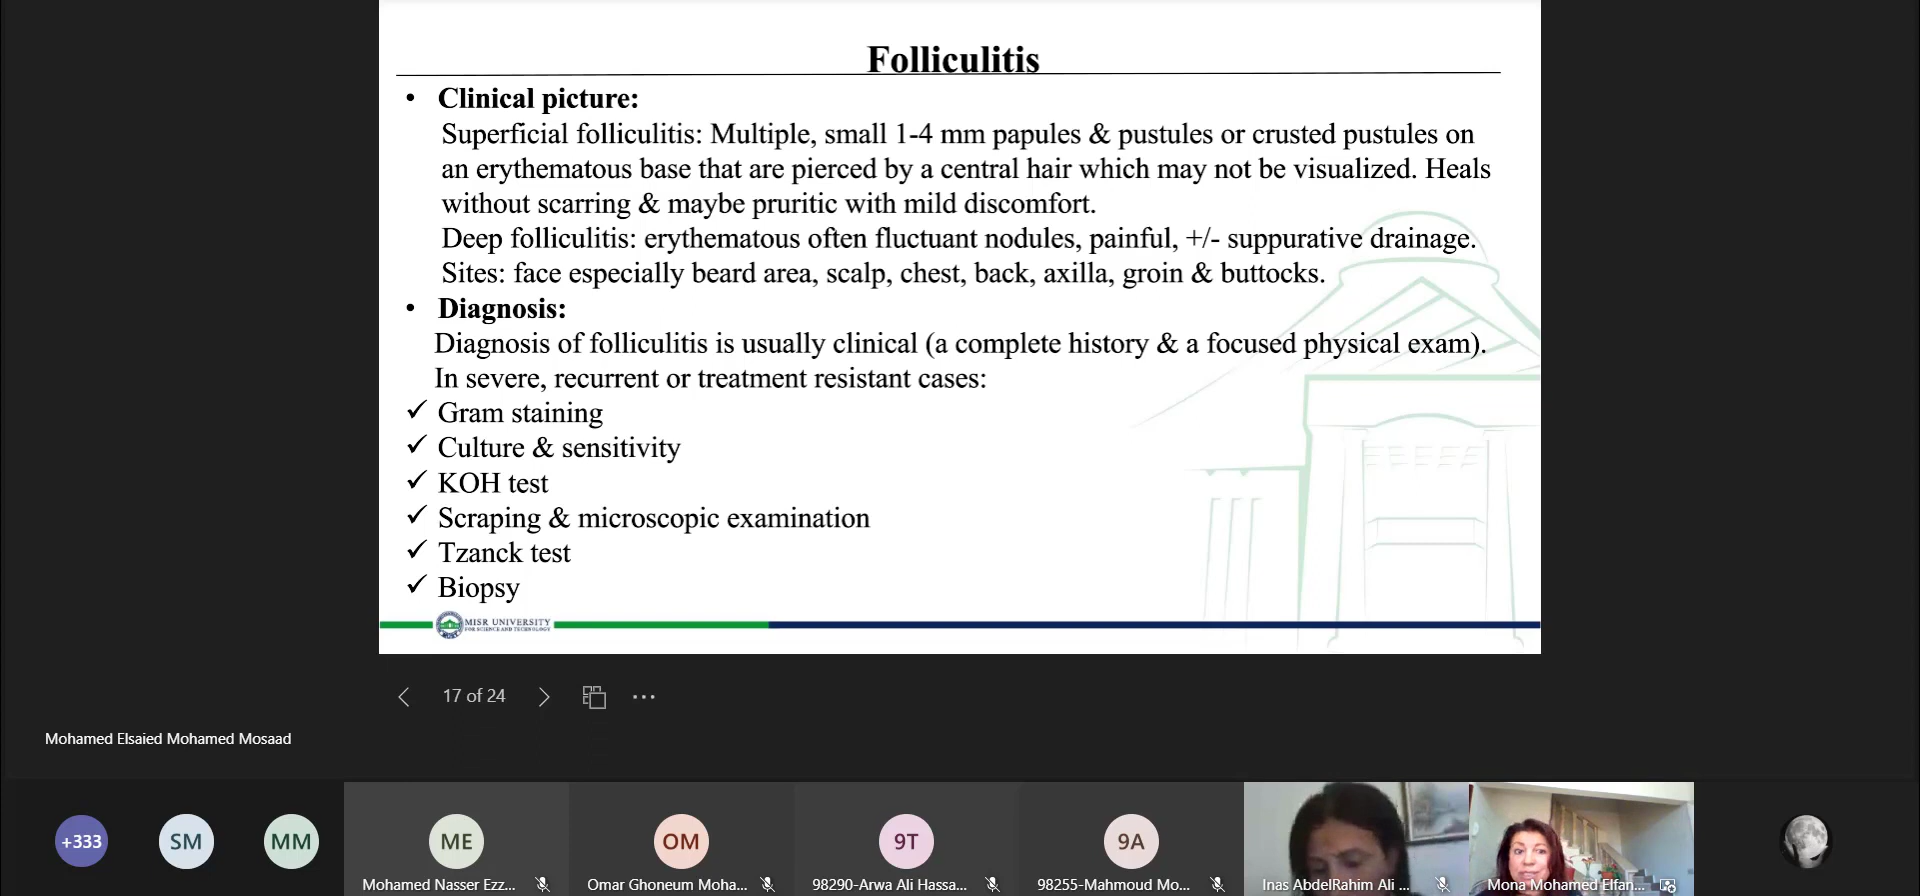 Folliculitis
• Clinical picture:
Superficial folliculitis: Multiple, small 1-4 mm papules & pustules or crusted pustules on
an erythematous base that are pierced by a central hair which may not be visualized. Heals
without scarring & maybe pruritic with mild discomfort.
Deep folliculitis: erythematous often fluctuant nodules, painful, +/- suppurative drainage.
Sites: face especially beard area, scalp, chest, back, axilla, groin & buttocks.
• Diagnosis:
Diagnosis of folliculitis is usually clinical (a complete history & a focused physical exam).
In severe, recurrent or treatment resistant cases:
✓ Gram staining
✓ Culture & sensitivity
✓ KOH test
✓ Scraping & microscopic examination
✓ Tzanck test
✓ Biopsy
MISR UNIVERSITY
FOR SCIENCE AND TECHNOLOGY
17 of 24
Mohamed Elsaied Mohamed Mosaad
+333 SM MM ME OM 9T 9A
Mohamed Nasser Ezz... Omar Ghoneum Moha... 98290-Arwa Ali Hassa... 98255-Mahmoud Mo... Inas AbdelRahim Ali ... Mona Mohamed Elfan...